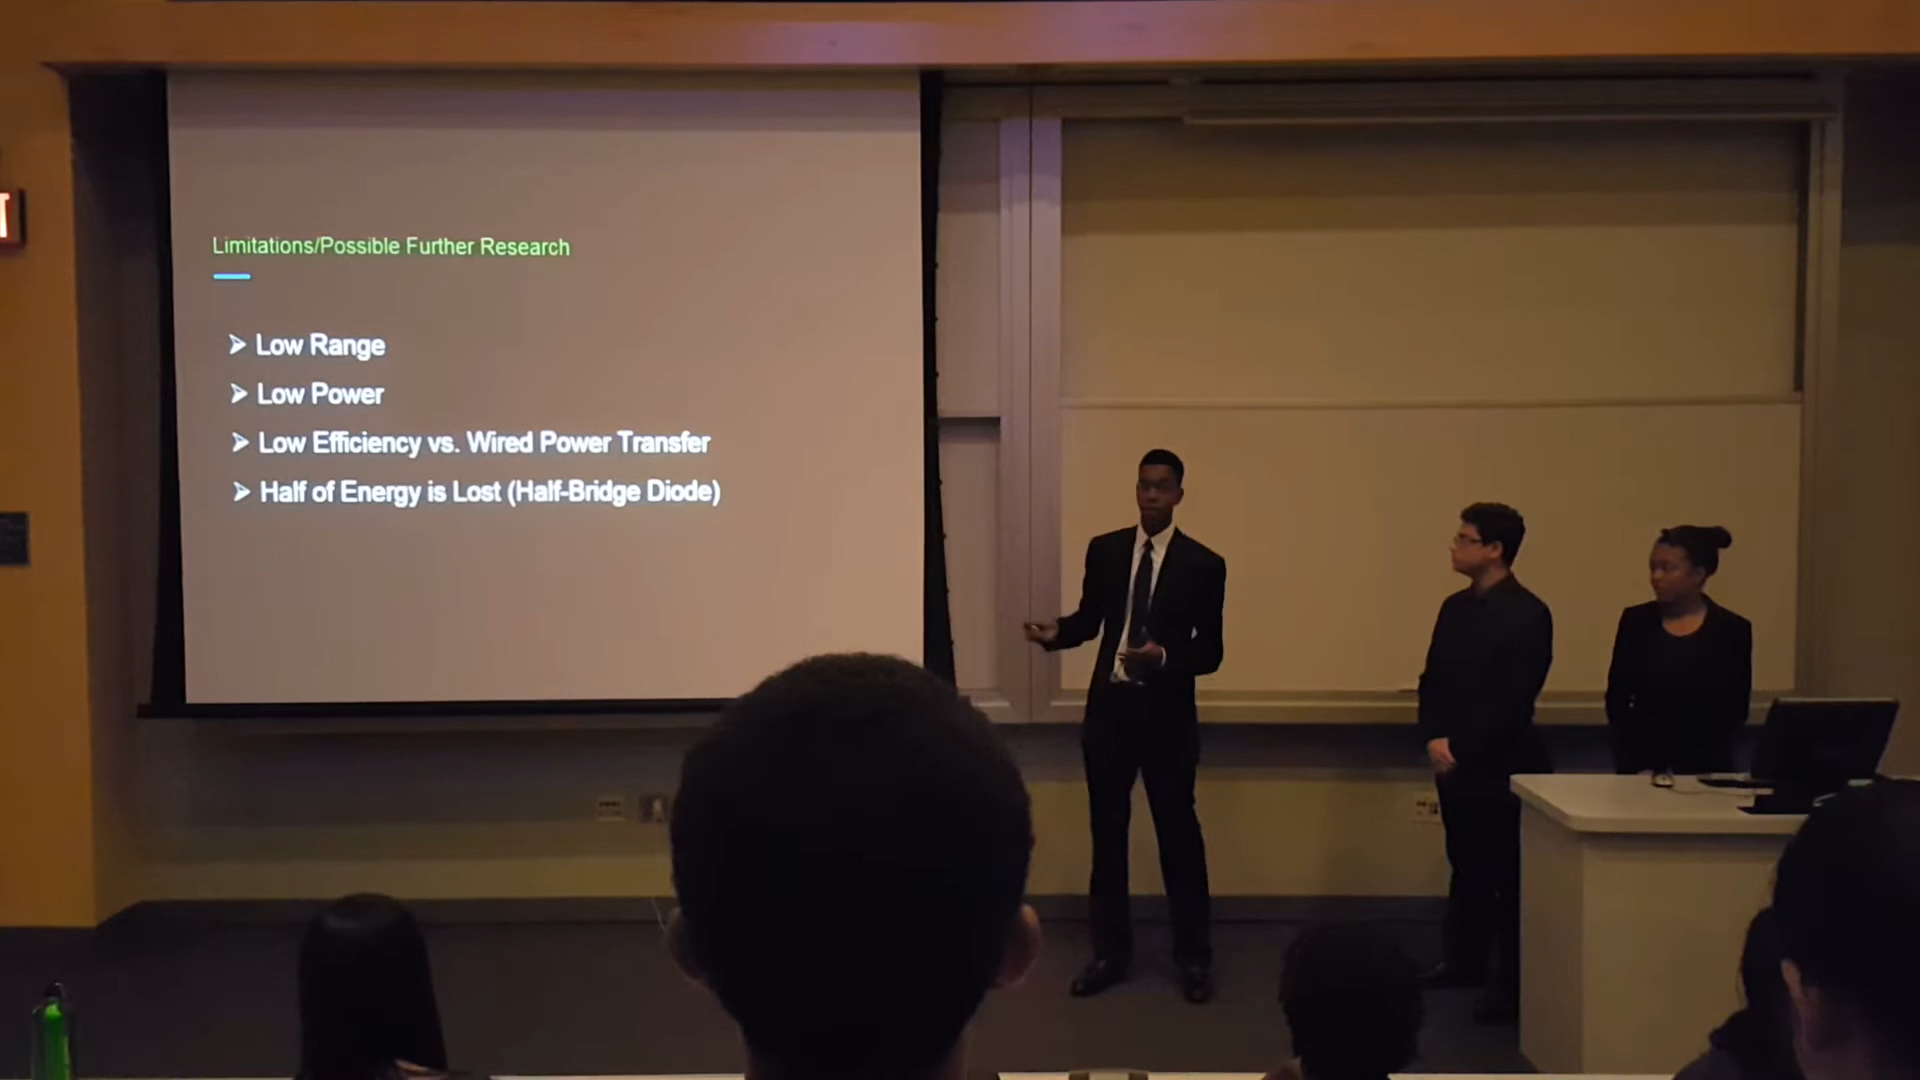 Limitations/Possible Further Research
➢ Low Range
➢ Low Power
➢ Low Efficiency vs. Wired Power Transfer
➢ Half of Energy is Lost (Half-Bridge Diode)
T